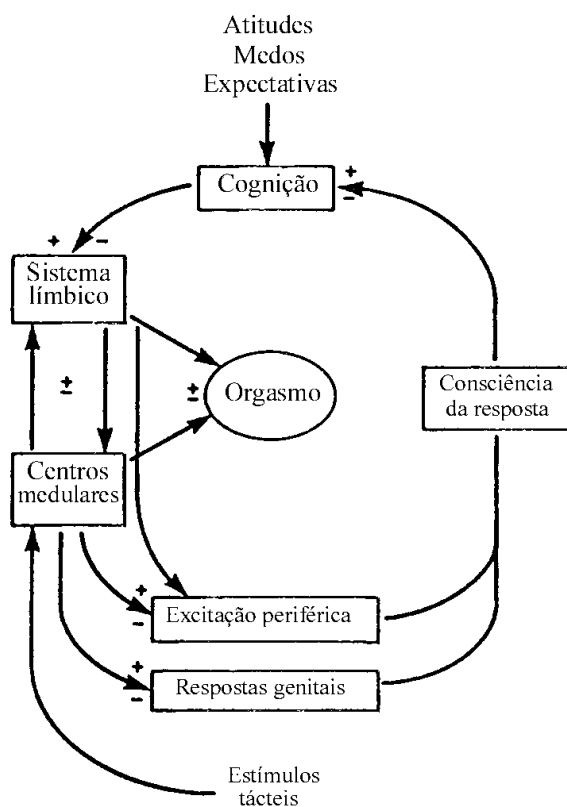 Atitudes
Medos
Expectativas
+
Cognição
−
+ −
Sistema
límbico
±
±
Orgasmo
Consciência
da resposta
Centros
medulares
+
−
Excitação periférica
+
−
Respostas genitais
Estímulos
tácteis